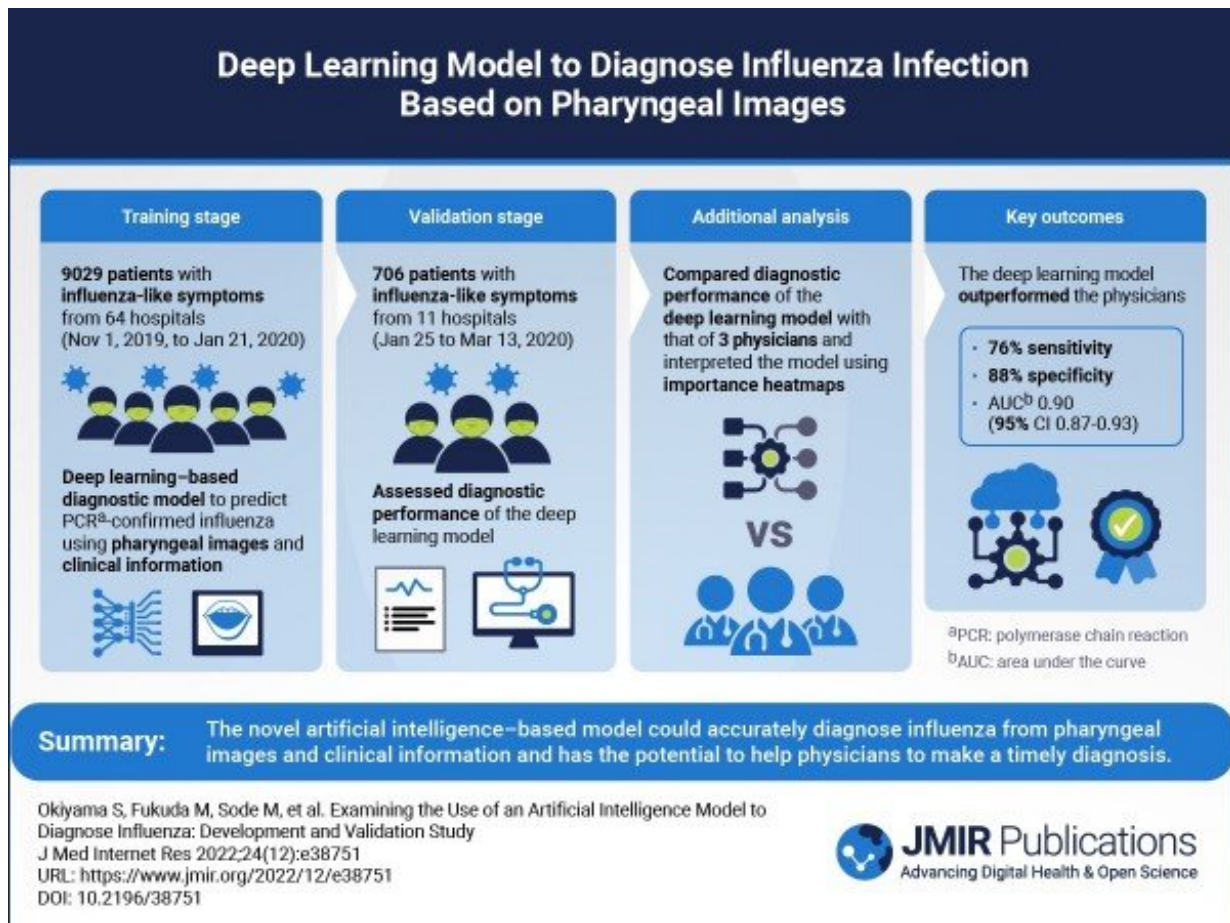 Deep Learning Model to Diagnose Influenza Infection
Based on Pharyngeal Images
Training stage
9029 patients with
influenza-like symptoms
from 64 hospitals
(Nov 1, 2019, to Jan 21, 2020)
Deep learning–based
diagnostic model to predict
PCRa-confirmed influenza
using pharyngeal images and
clinical information
Validation stage
706 patients with
influenza-like symptoms
from 11 hospitals
(Jan 25 to Mar 13, 2020)
Assessed diagnostic
performance of the deep
learning model
Additional analysis
Compared diagnostic
performance of the
deep learning model with
that of 3 physicians and
interpreted the model using
importance heatmaps
VS
Key outcomes
The deep learning model
outperformed the physicians
· 76% sensitivity
· 88% specificity
· AUCb 0.90
(95% CI 0.87-0.93)
aPCR: polymerase chain reaction
bAUC: area under the curve
Summary:
The novel artificial intelligence–based model could accurately diagnose influenza from pharyngeal
images and clinical information and has the potential to help physicians to make a timely diagnosis.
Okiyama S, Fukuda M, Sode M, et al. Examining the Use of an Artificial Intelligence Model to
Diagnose Influenza: Development and Validation Study
J Med Internet Res 2022;24(12):e38751
URL: https://www.jmir.org/2022/12/e38751
DOI: 10.2196/38751
JMIR Publications
Advancing Digital Health & Open Science